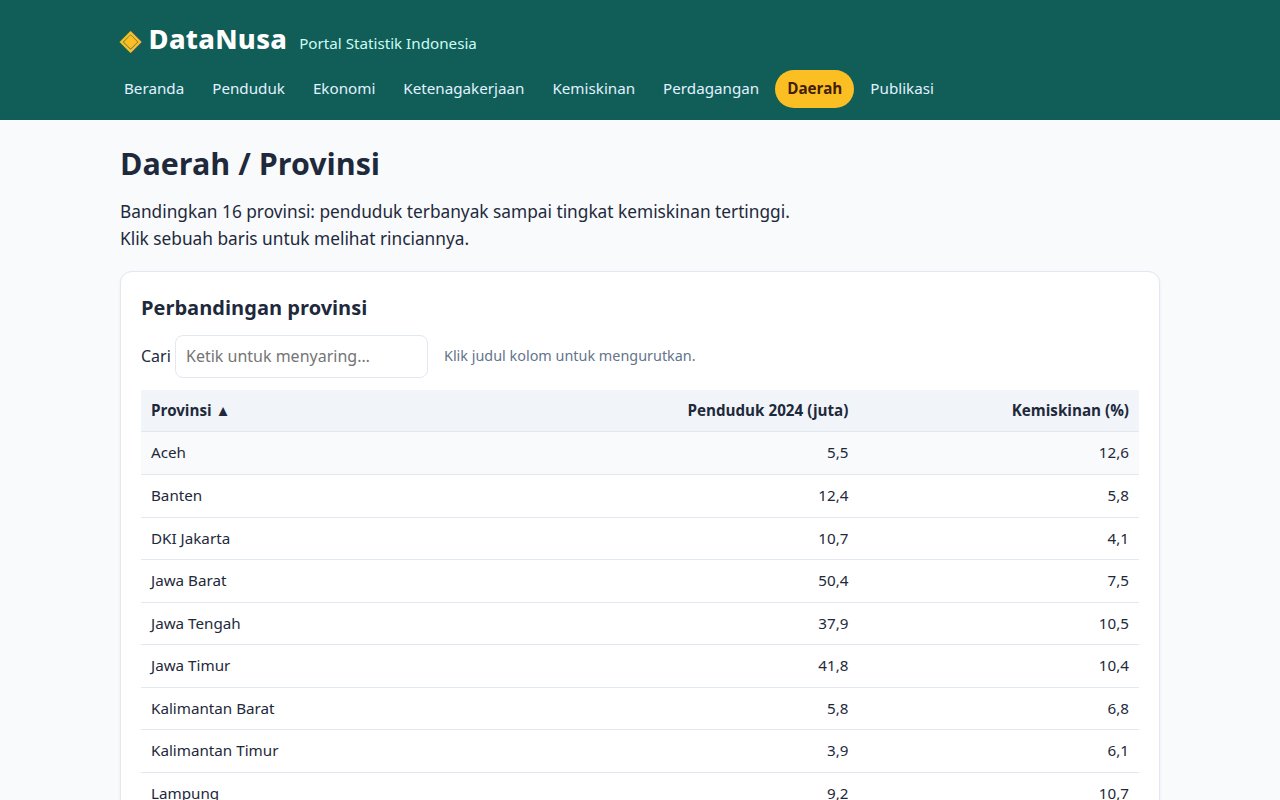 ◈ DataNusa Portal Statistik Indonesia
Beranda Penduduk Ekonomi Ketenagakerjaan Kemiskinan Perdagangan Daerah Publikasi
Daerah / Provinsi
Bandingkan 16 provinsi: penduduk terbanyak sampai tingkat kemiskinan tertinggi.
Klik sebuah baris untuk melihat rinciannya.
Perbandingan provinsi
Cari Ketik untuk menyaring... Klik judul kolom untuk mengurutkan.
Provinsi ▲ Penduduk 2024 (juta) Kemiskinan (%)
Aceh 5,5 12,6
Banten 12,4 5,8
DKI Jakarta 10,7 4,1
Jawa Barat 50,4 7,5
Jawa Tengah 37,9 10,5
Jawa Timur 41,8 10,4
Kalimantan Barat 5,8 6,8
Kalimantan Timur 3,9 6,1
Lampung 9,2 10,7